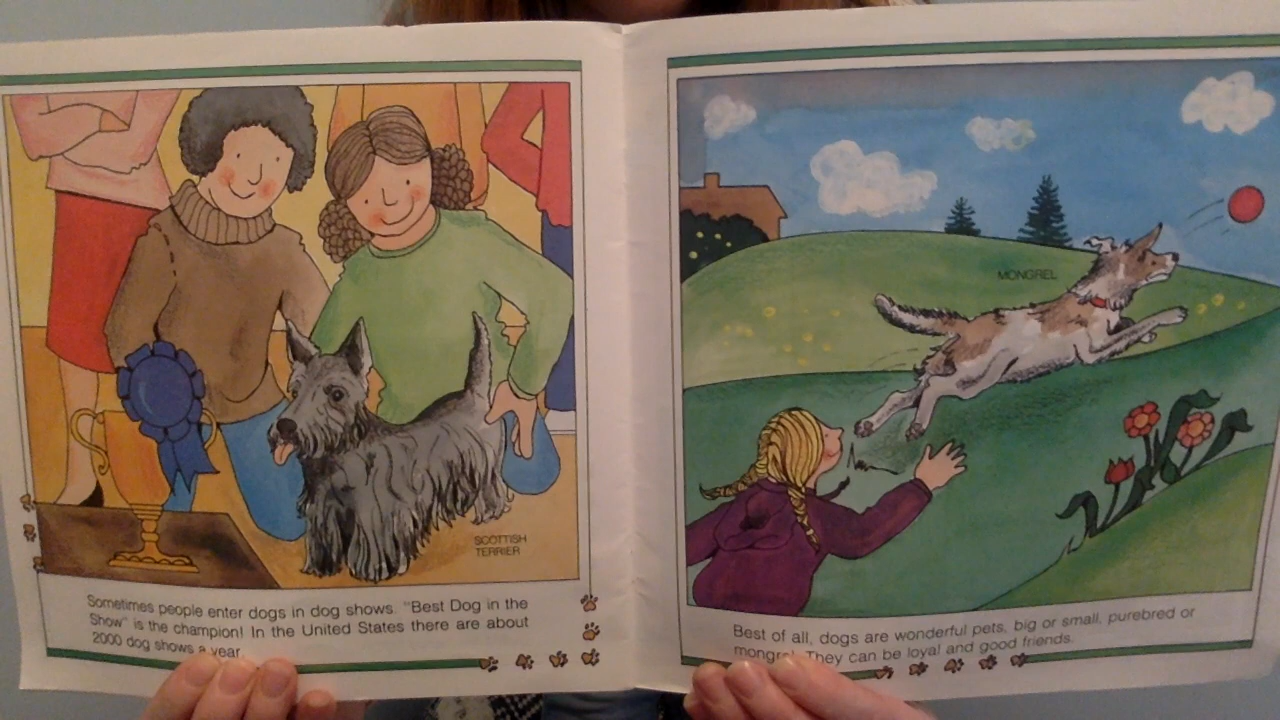 SCOTTISH
TERRIER
Sometimes people enter dogs in dog shows. "Best Dog in the
Show" is the champion! In the United States there are about
2000 dog shows a year.
MONGREL
Best of all, dogs are wonderful pets, big or small, purebred or
mongrel. They can be loyal and good friends.